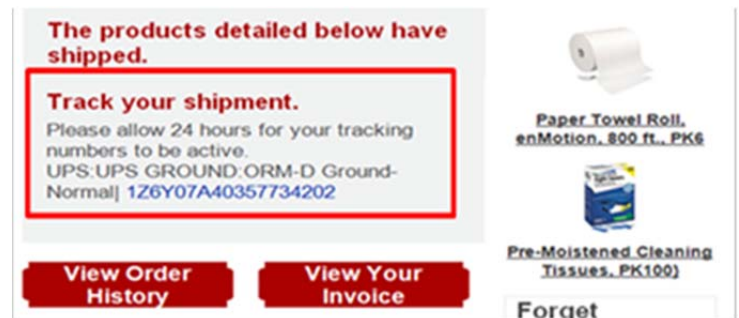 The products detailed below have
shipped.
Track your shipment.
Please allow 24 hours for your tracking
numbers to be active.
UPS:UPS GROUND:ORM-D Ground-
Normal| 1Z6Y07A40357734202
View Order
History
View Your
Invoice
Paper Towel Roll,
enMotion, 800 ft., PK6
Pre-Moistened Cleaning
Tissues, PK100)
Forget